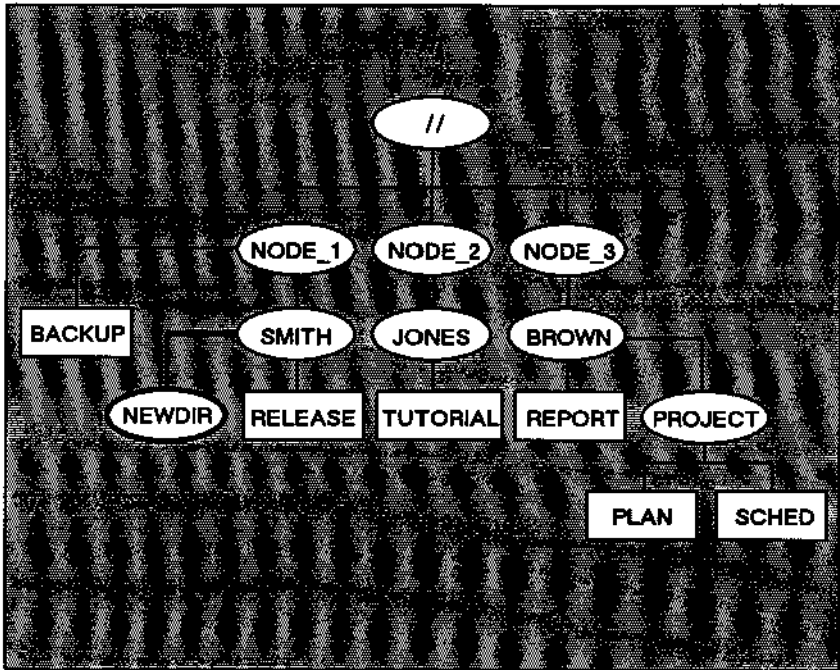 //
NODE_1 NODE_2 NODE_3
BACKUP SMITH JONES BROWN
NEWDIR RELEASE TUTORIAL REPORT PROJECT
PLAN SCHED